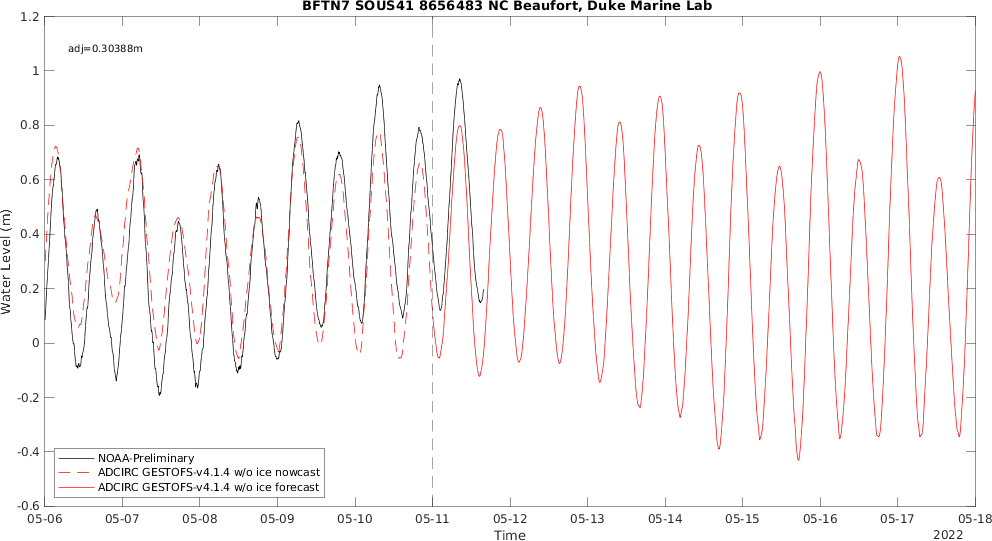 BFTN7 SOUS41 8656483 NC Beaufort, Duke Marine Lab
adj=0.30388m
1.2
1
0.8
0.6
0.4
0.2
0
-0.2
-0.4
-0.6
Water Level (m)
NOAA-Preliminary
ADCIRC GESTOFS-v4.1.4 w/o ice nowcast
ADCIRC GESTOFS-v4.1.4 w/o ice forecast
05-06 05-07 05-08 05-09 05-10 05-11 05-12 05-13 05-14 05-15 05-16 05-17 05-18
Time
2022